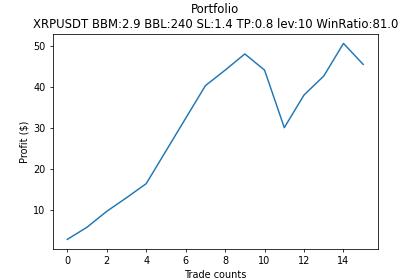 Portfolio
XRPUSDT BBM:2.9 BBL:240 SL:1.4 TP:0.8 lev:10 WinRatio:81.0
50
40
30
20
10
Profit ($)
0 2 4 6 8 10 12 14
Trade counts